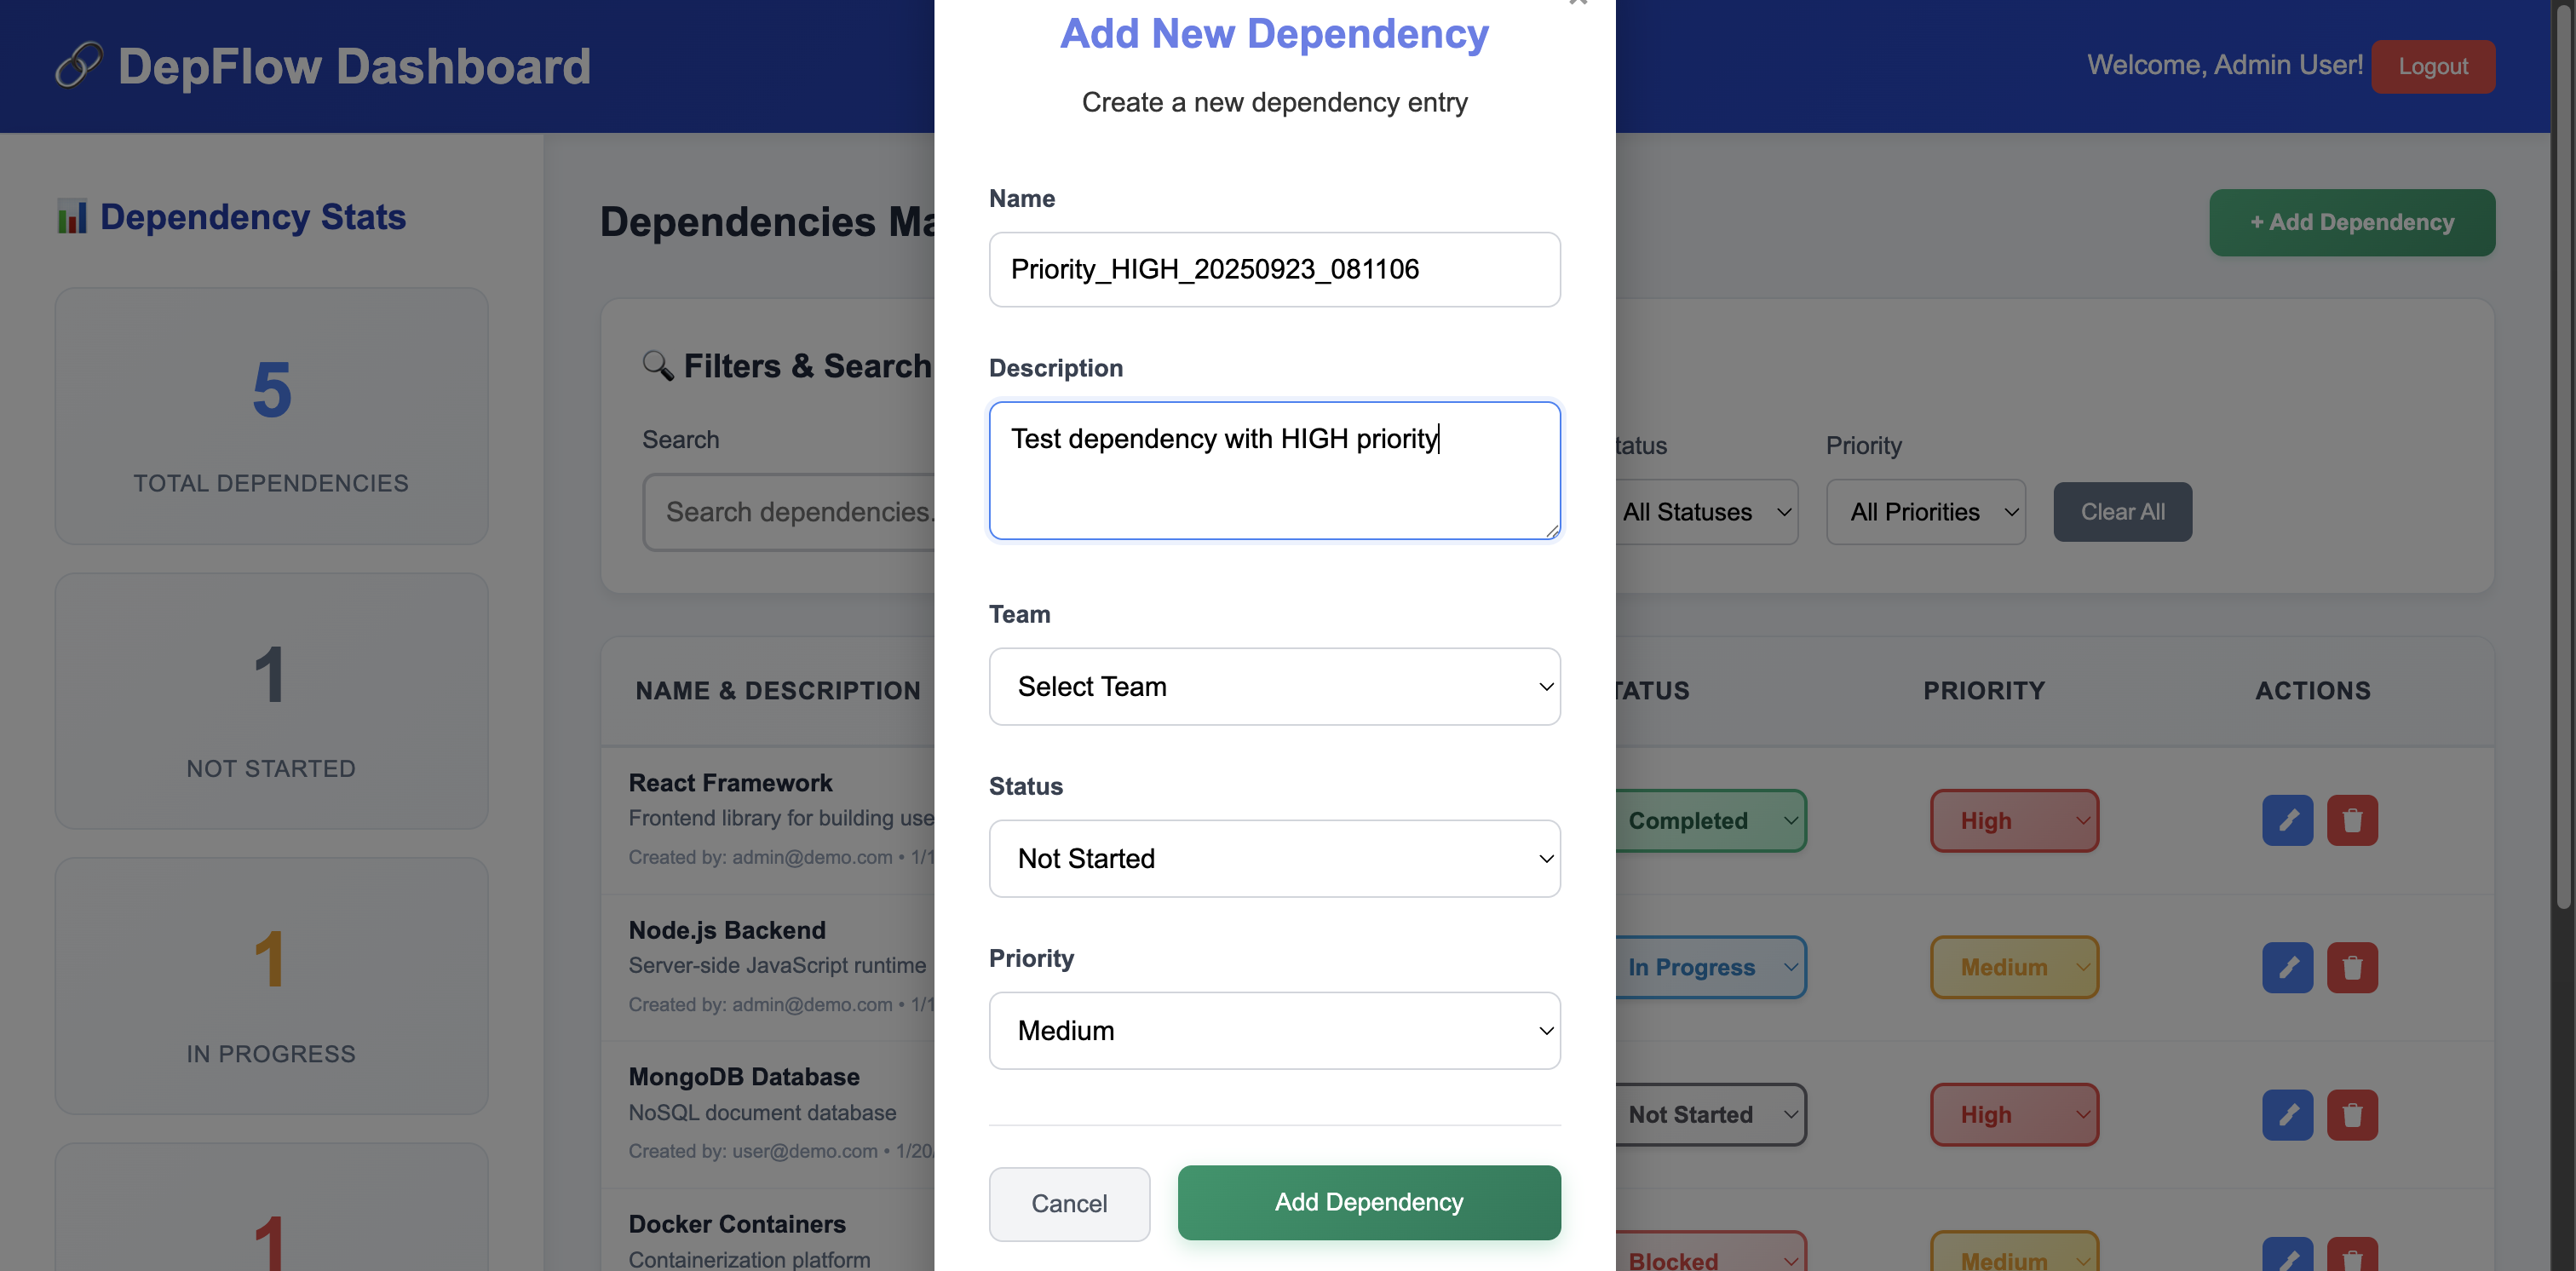 DepFlow Dashboard
Welcome, Admin User!
Logout
Dependency Stats
5
TOTAL DEPENDENCIES
1
NOT STARTED
1
IN PROGRESS
1
Dependencies Ma
+ Add Dependency
Filters & Search
Search
Search dependencies.
tatus
All Statuses
Priority
All Priorities
Clear All
NAME & DESCRIPTION
TATUS
PRIORITY
ACTIONS
React Framework
Frontend library for building use
Created by: admin@demo.com • 1/1
Completed
High
Node.js Backend
Server-side JavaScript runtime
Created by: admin@demo.com • 1/1
In Progress
Medium
MongoDB Database
NoSQL document database
Created by: user@demo.com • 1/20/
Not Started
High
Docker Containers
Containerization platform
Blocked
Medium
Add New Dependency
Create a new dependency entry
Name
Priority_HIGH_20250923_081106
Description
Test dependency with HIGH priority
Team
Select Team
Status
Not Started
Priority
Medium
Cancel
Add Dependency